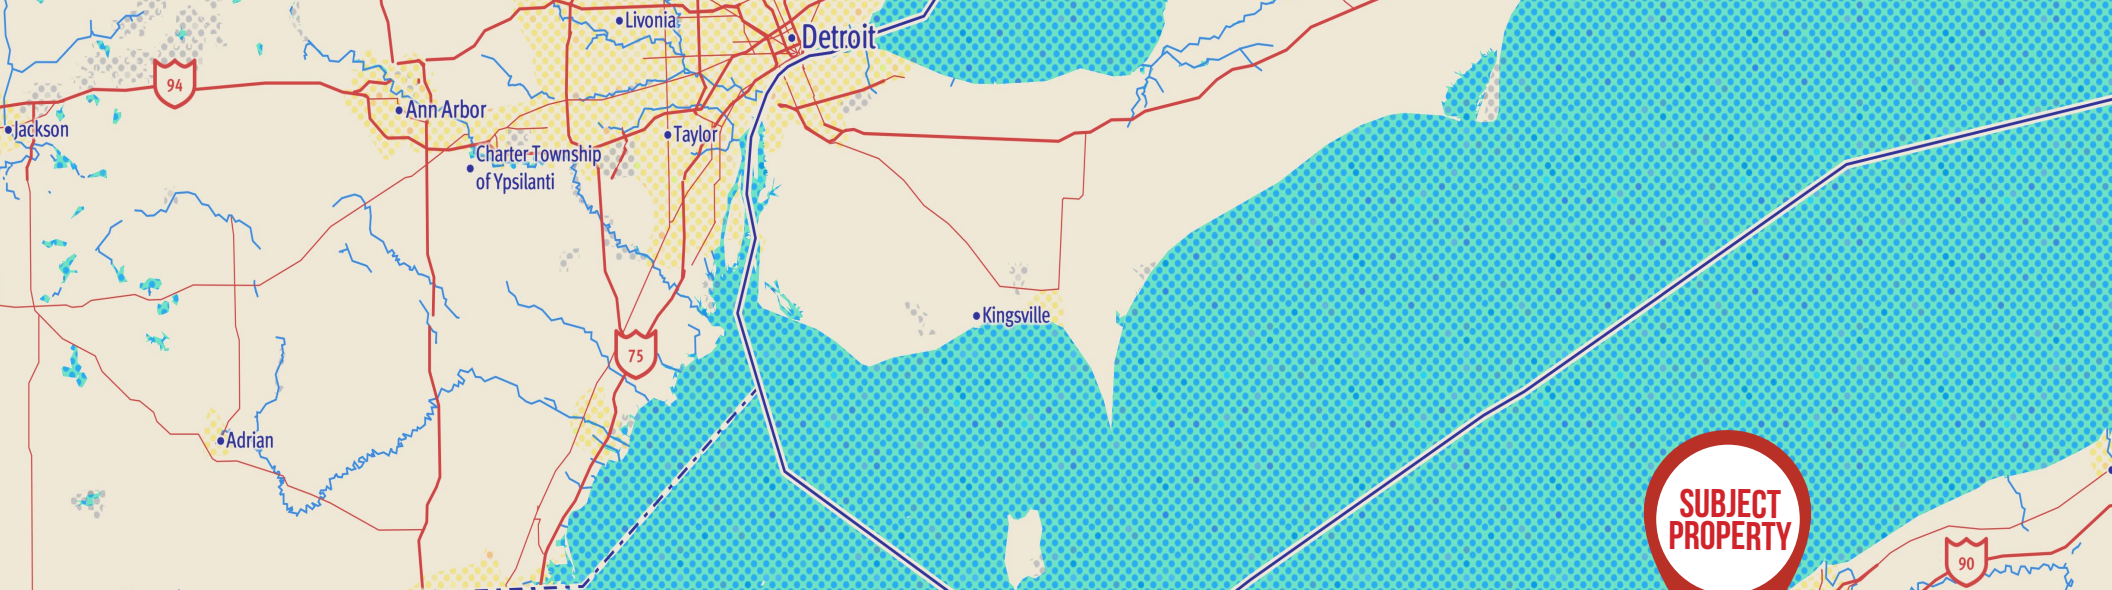 Livonia
Detroit
94
Ann Arbor
Jackson
Taylor
Charter Township
of Ypsilanti
Kingsville
75
Adrian
SUBJECT
PROPERTY
90